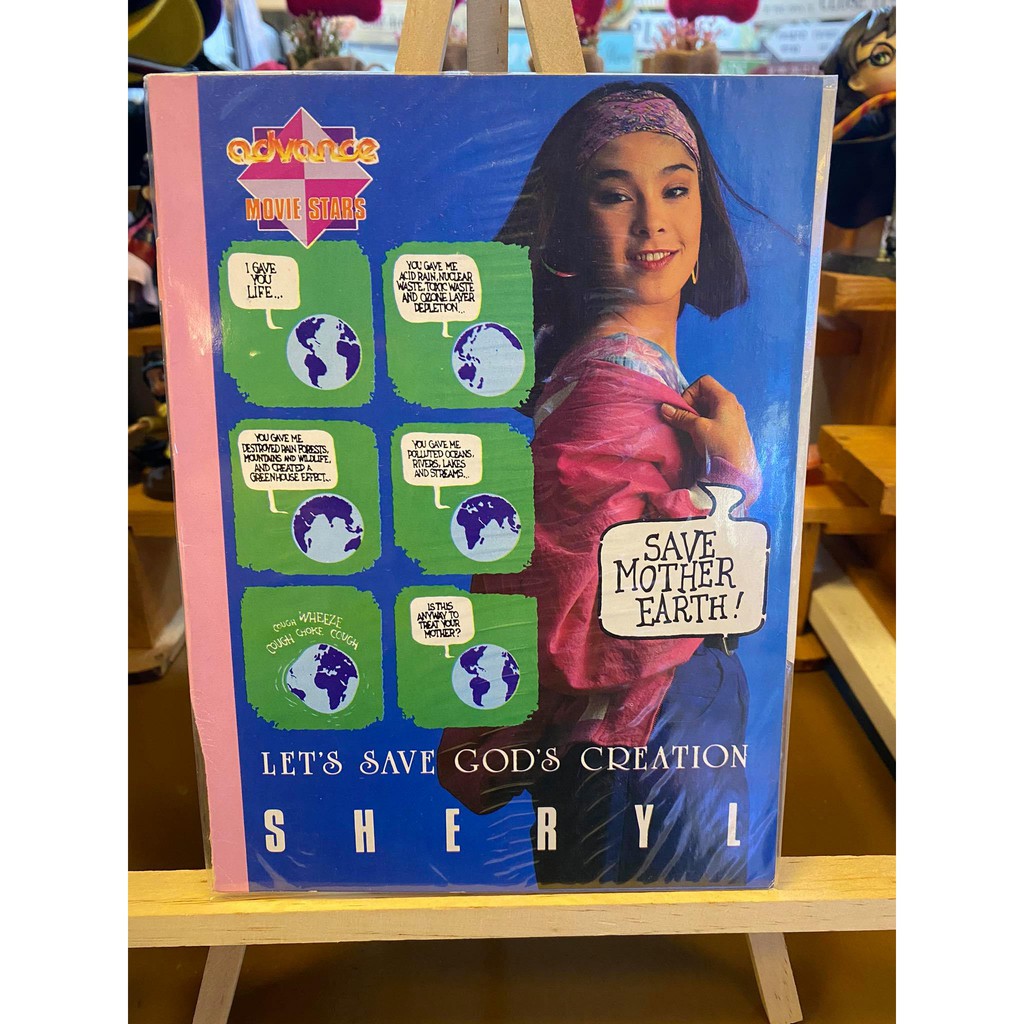 advance
MOVIE STARS
I GAVE
YOU
LIFE...
YOU GAVE ME
ACID RAIN, NUCLEAR
WASTE, TOXIC WASTE
AND OZONE LAYER
DEPLETION...
YOU GAVE ME
DESTROYED RAIN FORESTS,
MOUNTAINS AND WILDLIFE,
AND CREATED A
GREENHOUSE EFFECT...
YOU GAVE ME
POLLUTED OCEANS,
RIVERS, LAKES
AND STREAMS...
COUGH WHEEZE
COUGH CHOKE COUGH
IS THIS
ANYWAY TO
TREAT YOUR
MOTHER?
SAVE
MOTHER
EARTH!
LET'S SAVE GOD'S CREATION
SHERYL